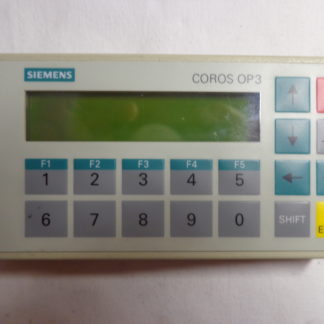 SIEMENS
COROS OP3
F1 F2 F3 F4 F5
1 2 3 4 5
6 7 8 9 0 SHIFT